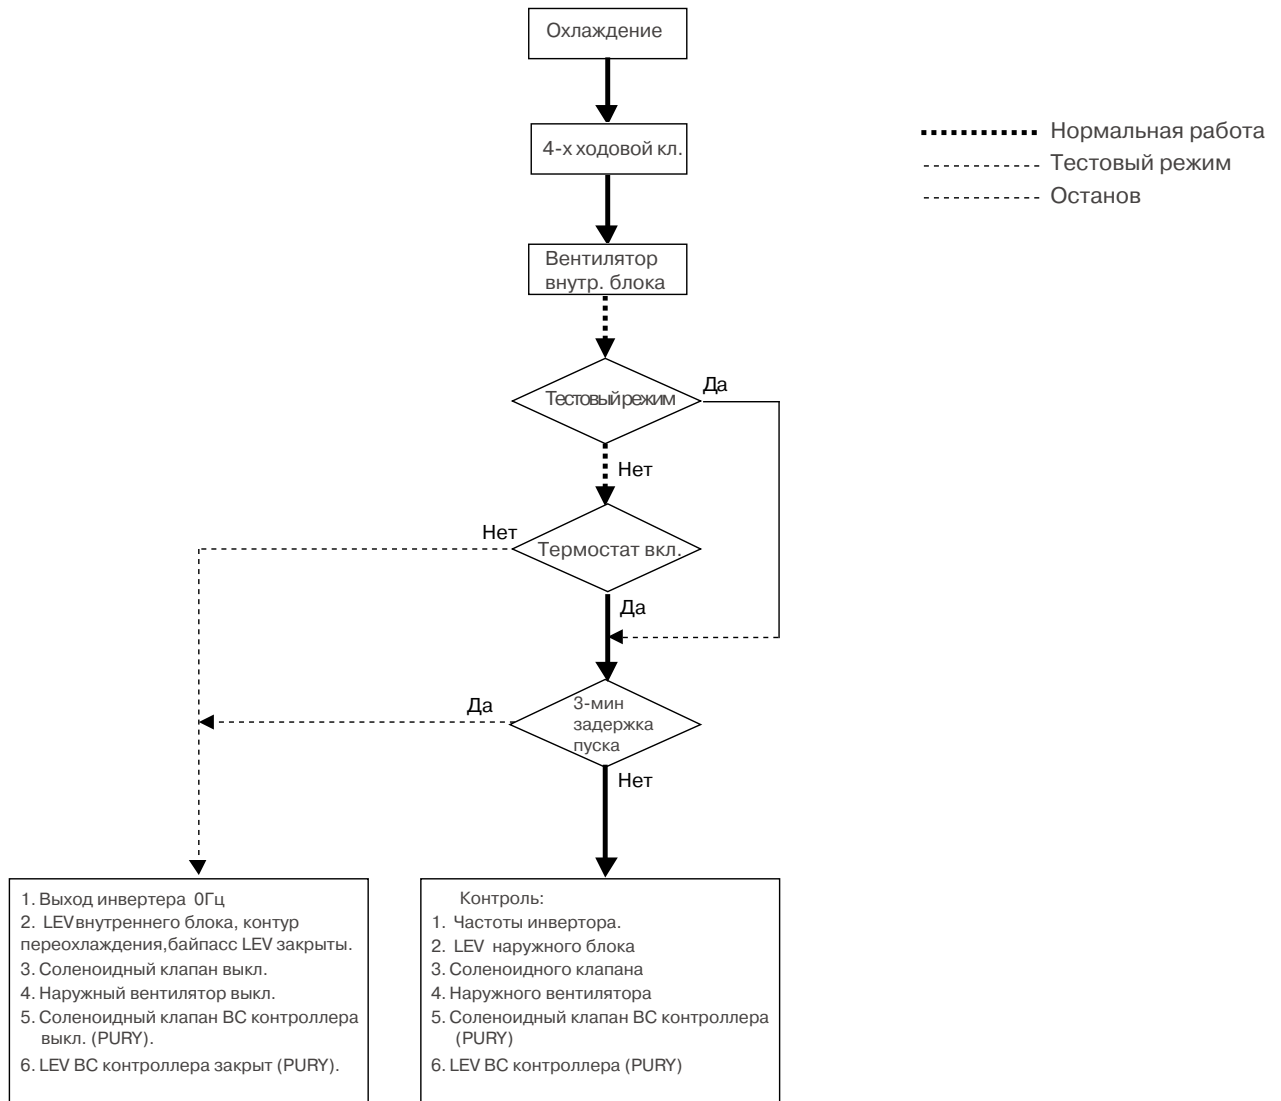 Охлаждение
4-х ходовой кл.
Нормальная работа
Тестовый режим
Останов
Вентилятор
внутр. блока
Да
Тестовый режим
Нет
Нет
Термостат вкл.
Да
Да
3-мин
задержка
пуска
Нет
1. Выход инвертера 0Гц
2. LEV внутреннего блока, контур
переохлаждения,байпасс LEV закрыты.
3. Соленоидный клапан выкл.
4. Наружный вентилятор выкл.
5. Соленоидный клапан BC контроллера
выкл. (PURY).
6. LEV BC контроллера закрыт (PURY).
Контроль:
1. Частоты инвертора.
2. LEV наружного блока
3. Соленоидного клапана
4. Наружного вентилятора
5. Соленоидный клапан BC контроллера
(PURY)
6. LEV BC контроллера (PURY)